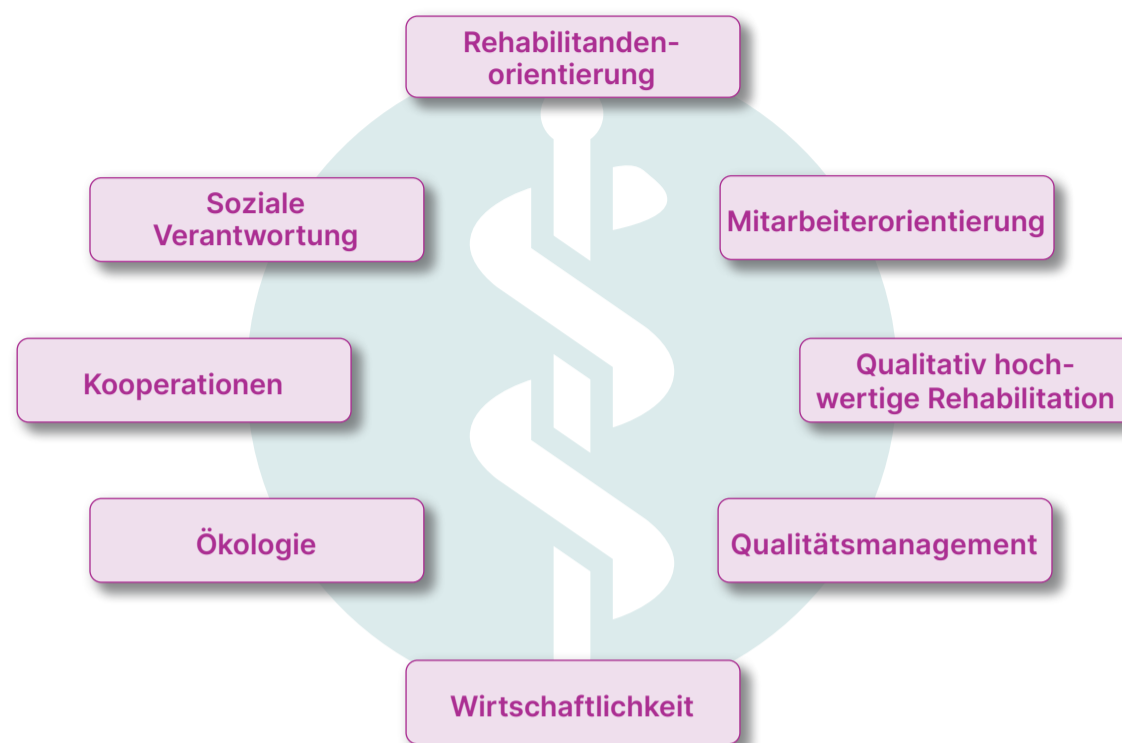 Rehabilitanden-
orientierung
Soziale
Verantwortung
Mitarbeiterorientierung
Kooperationen
Qualitativ hoch-
wertige Rehabilitation
Ökologie
Qualitätsmanagement
Wirtschaftlichkeit